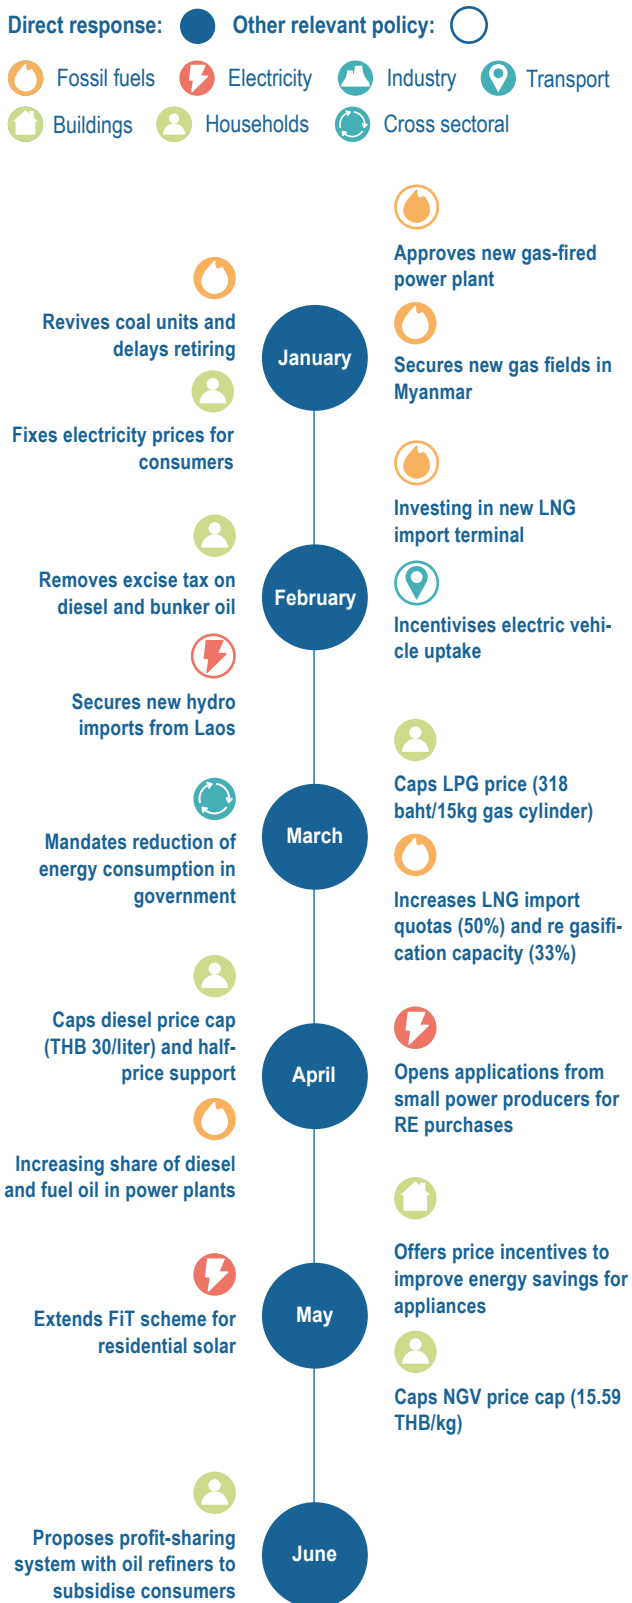 Direct response: Other relevant policy:
Fossil fuels Electricity Industry Transport
Buildings Households Cross sectoral
Approves new gas-fired
power plant
Revives coal units and
delays retiring
January
Secures new gas fields in
Myanmar
Fixes electricity prices for
consumers
Investing in new LNG
import terminal
Removes excise tax on
diesel and bunker oil
February
Incentivises electric vehi-
cle uptake
Secures new hydro
imports from Laos
Caps LPG price (318
baht/15kg gas cylinder)
March
Mandates reduction of
energy consumption in
government
Increases LNG import
quotas (50%) and re gasifi-
cation capacity (33%)
Caps diesel price cap
(THB 30/liter) and half-
price support
April
Opens applications from
small power producers for
RE purchases
Increasing share of diesel
and fuel oil in power plants
Offers price incentives to
improve energy savings for
appliances
May
Extends FiT scheme for
residential solar
Caps NGV price cap (15.59
THB/kg)
Proposes profit-sharing
system with oil refiners to
subsidise consumers
June